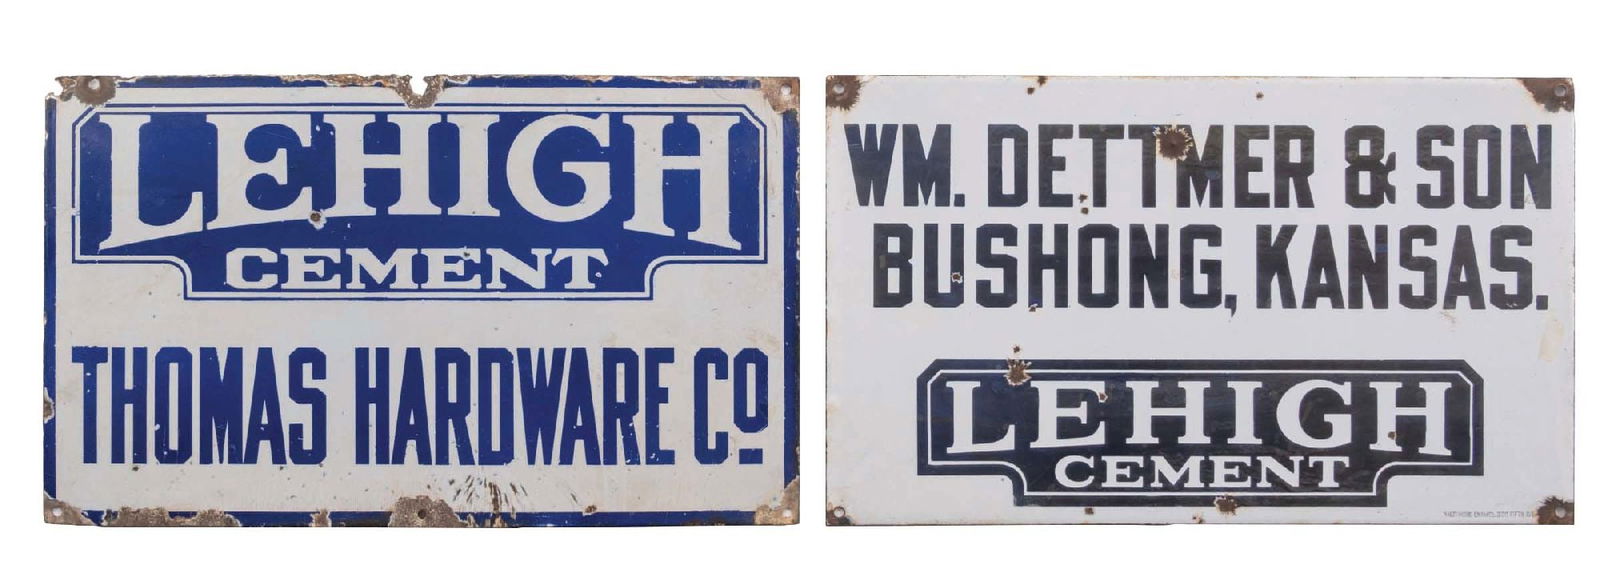 LEHIGH
CEMENT
THOMAS HARDWARE Cº
WM. DETTMER & SON
BUSHONG, KANSAS.
LEHIGH
CEMENT